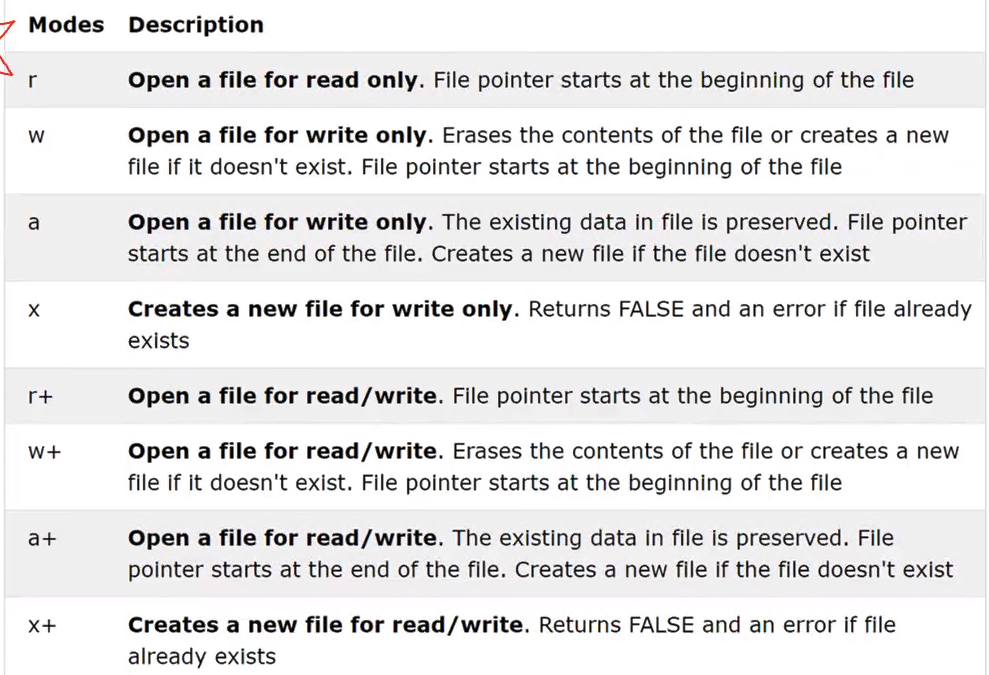 Modes Description
r Open a file for read only. File pointer starts at the beginning of the file
w Open a file for write only. Erases the contents of the file or creates a new
file if it doesn't exist. File pointer starts at the beginning of the file
a Open a file for write only. The existing data in file is preserved. File pointer
starts at the end of the file. Creates a new file if the file doesn't exist
x Creates a new file for write only. Returns FALSE and an error if file already
exists
r+ Open a file for read/write. File pointer starts at the beginning of the file
w+ Open a file for read/write. Erases the contents of the file or creates a new
file if it doesn't exist. File pointer starts at the beginning of the file
a+ Open a file for read/write. The existing data in file is preserved. File
pointer starts at the end of the file. Creates a new file if the file doesn't exist
x+ Creates a new file for read/write. Returns FALSE and an error if file
already exists